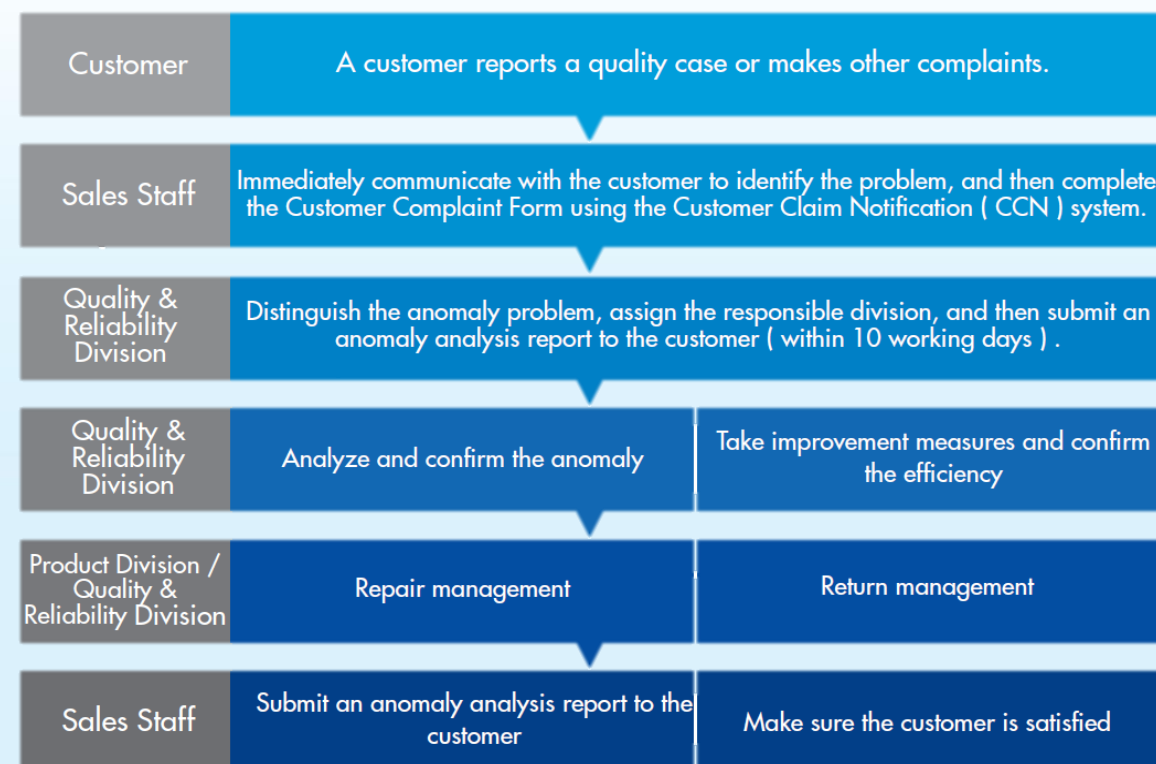 Customer
A customer reports a quality case or makes other complaints.
Sales Staff
Immediately communicate with the customer to identify the problem, and then complete
the Customer Complaint Form using the Customer Claim Notification ( CCN ) system.
Quality &
Reliability
Division
Distinguish the anomaly problem, assign the responsible division, and then submit an
anomaly analysis report to the customer ( within 10 working days ) .
Quality &
Reliability
Division
Analyze and confirm the anomaly
Take improvement measures and confirm
the efficiency
Product Division /
Quality &
Reliability Division
Repair management
Return management
Sales Staff
Submit an anomaly analysis report to the
customer
Make sure the customer is satisfied